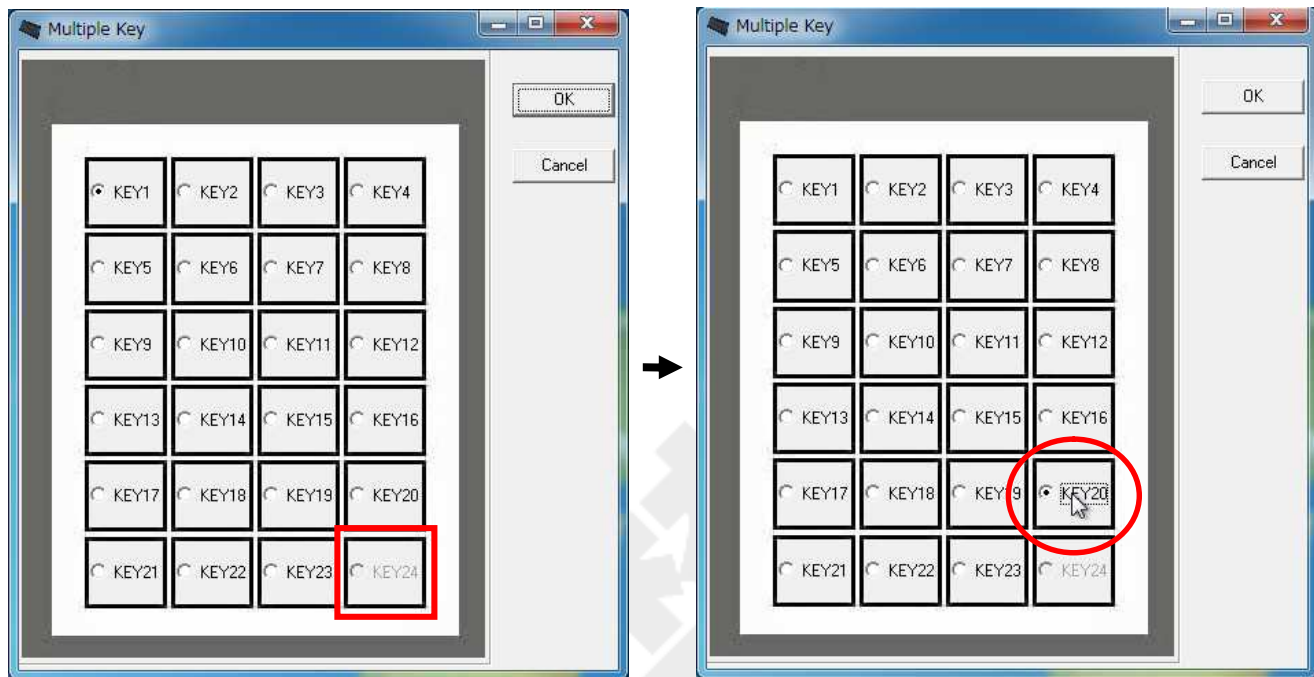 Multiple Key
OK
Cancel
KEY1 KEY2 KEY3 KEY4
KEY5 KEY6 KEY7 KEY8
KEY9 KEY10 KEY11 KEY12
KEY13 KEY14 KEY15 KEY16
KEY17 KEY18 KEY19 KEY20
KEY21 KEY22 KEY23 KEY24
Multiple Key
OK
Cancel
KEY1 KEY2 KEY3 KEY4
KEY5 KEY6 KEY7 KEY8
KEY9 KEY10 KEY11 KEY12
KEY13 KEY14 KEY15 KEY16
KEY17 KEY18 KEY19 KEY20
KEY21 KEY22 KEY23 KEY24